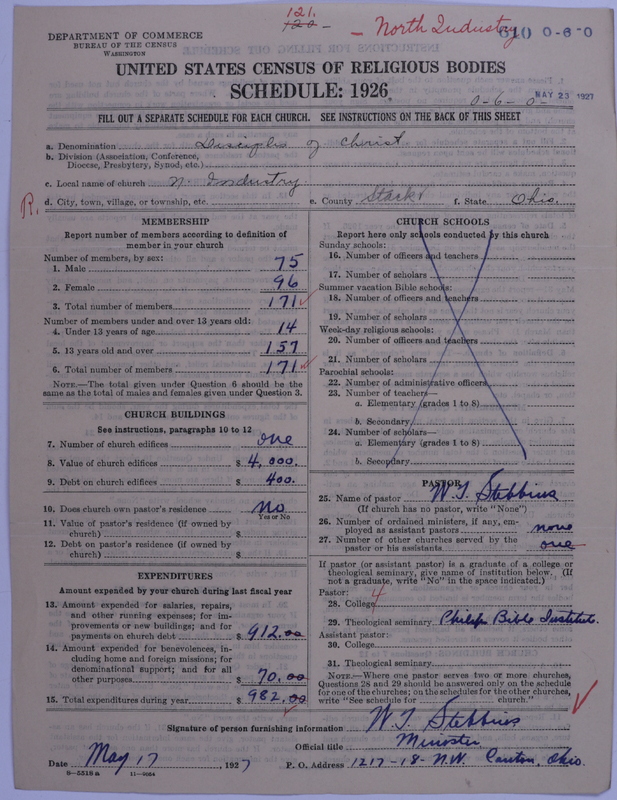 121.
120 -
- North Industry
610 0-6-0
DEPARTMENT OF COMMERCE
BUREAU OF THE CENSUS
WASHINGTON
UNITED STATES CENSUS OF RELIGIOUS BODIES
SCHEDULE: 1926
0-6-0-
MAY 23 1927
FILL OUT A SEPARATE SCHEDULE FOR EACH CHURCH. SEE INSTRUCTIONS ON THE BACK OF THIS SHEET
a. Denomination Disciples of Christ
b. Division (Association, Conference,
Diocese, Presbytery, Synod, etc.)
c. Local name of church N. Industry
R.
d. City, town, village, or township, etc. e. County Stark f. State Ohio.
MEMBERSHIP
Report number of members according to definition of
member in your church
Number of members, by sex:
1. Male 75
2. Female 96
3. Total number of members 171
Number of members under and over 13 years old:
4. Under 13 years of age 14
5. 13 years old and over 157
6. Total number of members 171
NOTE.—The total given under Question 6 should be the
same as the total of males and females given under Question 3.
CHURCH BUILDINGS
See instructions, paragraphs 10 to 12
7. Number of church edifices one
8. Value of church edifices $ 4,000.
9. Debt on church edifices $ 400.
10. Does church own pastor's residence No
Yes or No
11. Value of pastor's residence (if owned by
church) $
12. Debt on pastor's residence (if owned by
church) $
EXPENDITURES
Amount expended by your church during last fiscal year
13. Amount expended for salaries, repairs,
and other running expenses; for im-
provements or new buildings; and for
payments on church debt $ 912.00
14. Amount expended for benevolences, in-
cluding home and foreign missions; for
denominational support; and for all
other purposes $ 70.00
15. Total expenditures during year $ 982.00
CHURCH SCHOOLS
Report here only schools conducted by this church
Sunday schools:
16. Number of officers and teachers
17. Number of scholars
Summer vacation Bible schools:
18. Number of officers and teachers
19. Number of scholars
Week-day religious schools:
20. Number of officers and teachers
21. Number of scholars
Parochial schools:
22. Number of administrative officers
23. Number of teachers—
a. Elementary (grades 1 to 8)
b. Secondary
24. Number of scholars—
a. Elementary (grades 1 to 8)
b. Secondary
PASTOR
25. Name of pastor W. T. Stebbins
(If church has no pastor, write "None")
26. Number of ordained ministers, if any, em-
ployed as assistant pastors none
27. Number of other churches served by the
pastor or his assistants one
If pastor (or assistant pastor) is a graduate of a college or
theological seminary, give name of institution below. (If
not a graduate, write "No" in the space indicated.)
Pastor:
28. College 4
29. Theological seminary Philips Bible Institute.
Assistant pastor:
30. College
31. Theological seminary
NOTE.—Where one pastor serves two or more churches,
Questions 28 and 29 should be answered only on the schedule
for one of the churches; on the schedules for the other churches,
write "See schedule for church."
Signature of person furnishing information W. T. Stebbins
Official title Minister,
Date May 17, 1927 P. O. Address 1217-18- N.W. Canton, Ohio.
9—5518 a 11—9054